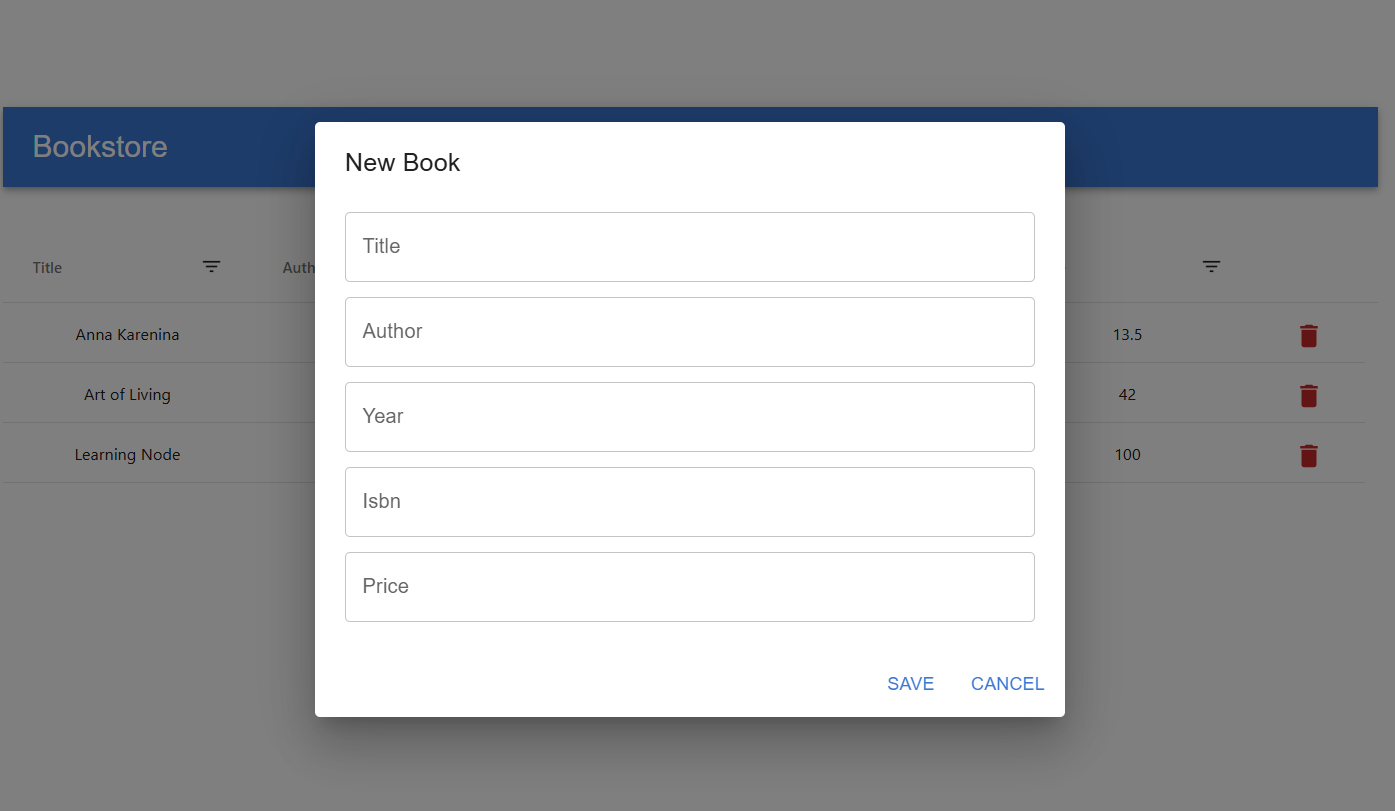 Bookstore
New Book
Title
Auth
Title
Author
Year
Isbn
Price
Anna Karenina 13.5
Art of Living 42
Learning Node 100
SAVE CANCEL